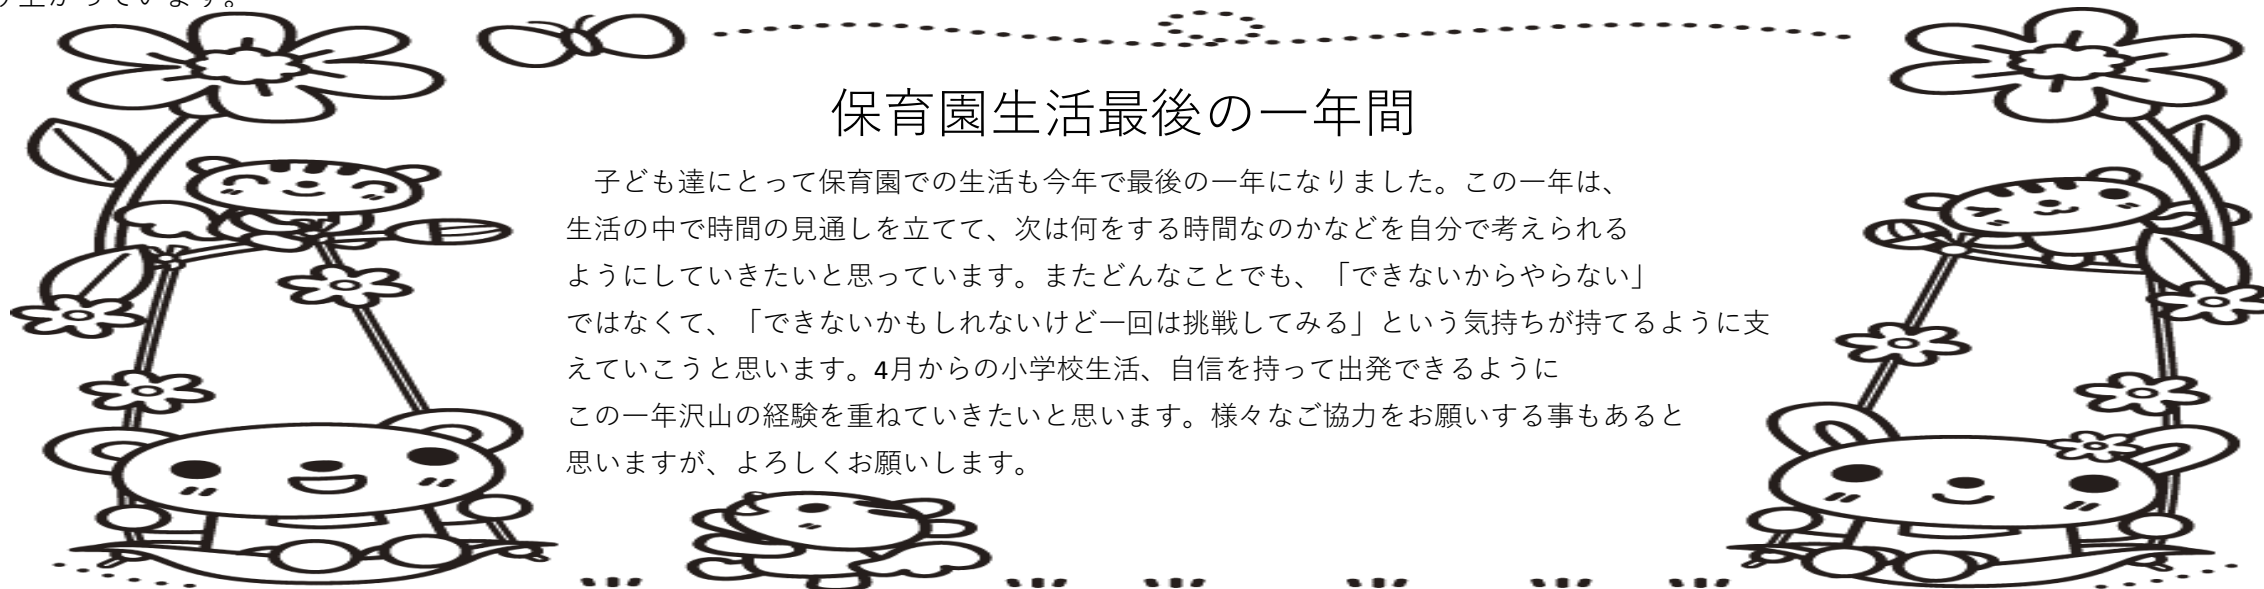 り上がっています。
保育園生活最後の一年間
子ども達にとって保育園での生活も今年で最後の一年になりました。この一年は、
生活の中で時間の見通しを立てて、次は何をする時間なのかなどを自分で考えられる
ようにしていきたいと思っています。またどんなことでも、「できないからやらない」
ではなくて、「できないかもしれないけど一回は挑戦してみる」という気持ちが持てるように支
えていこうと思います。4月からの小学校生活、自信を持って出発できるように
この一年沢山の経験を重ねていきたいと思います。様々なご協力をお願いする事もあると
思いますが、よろしくお願いします。